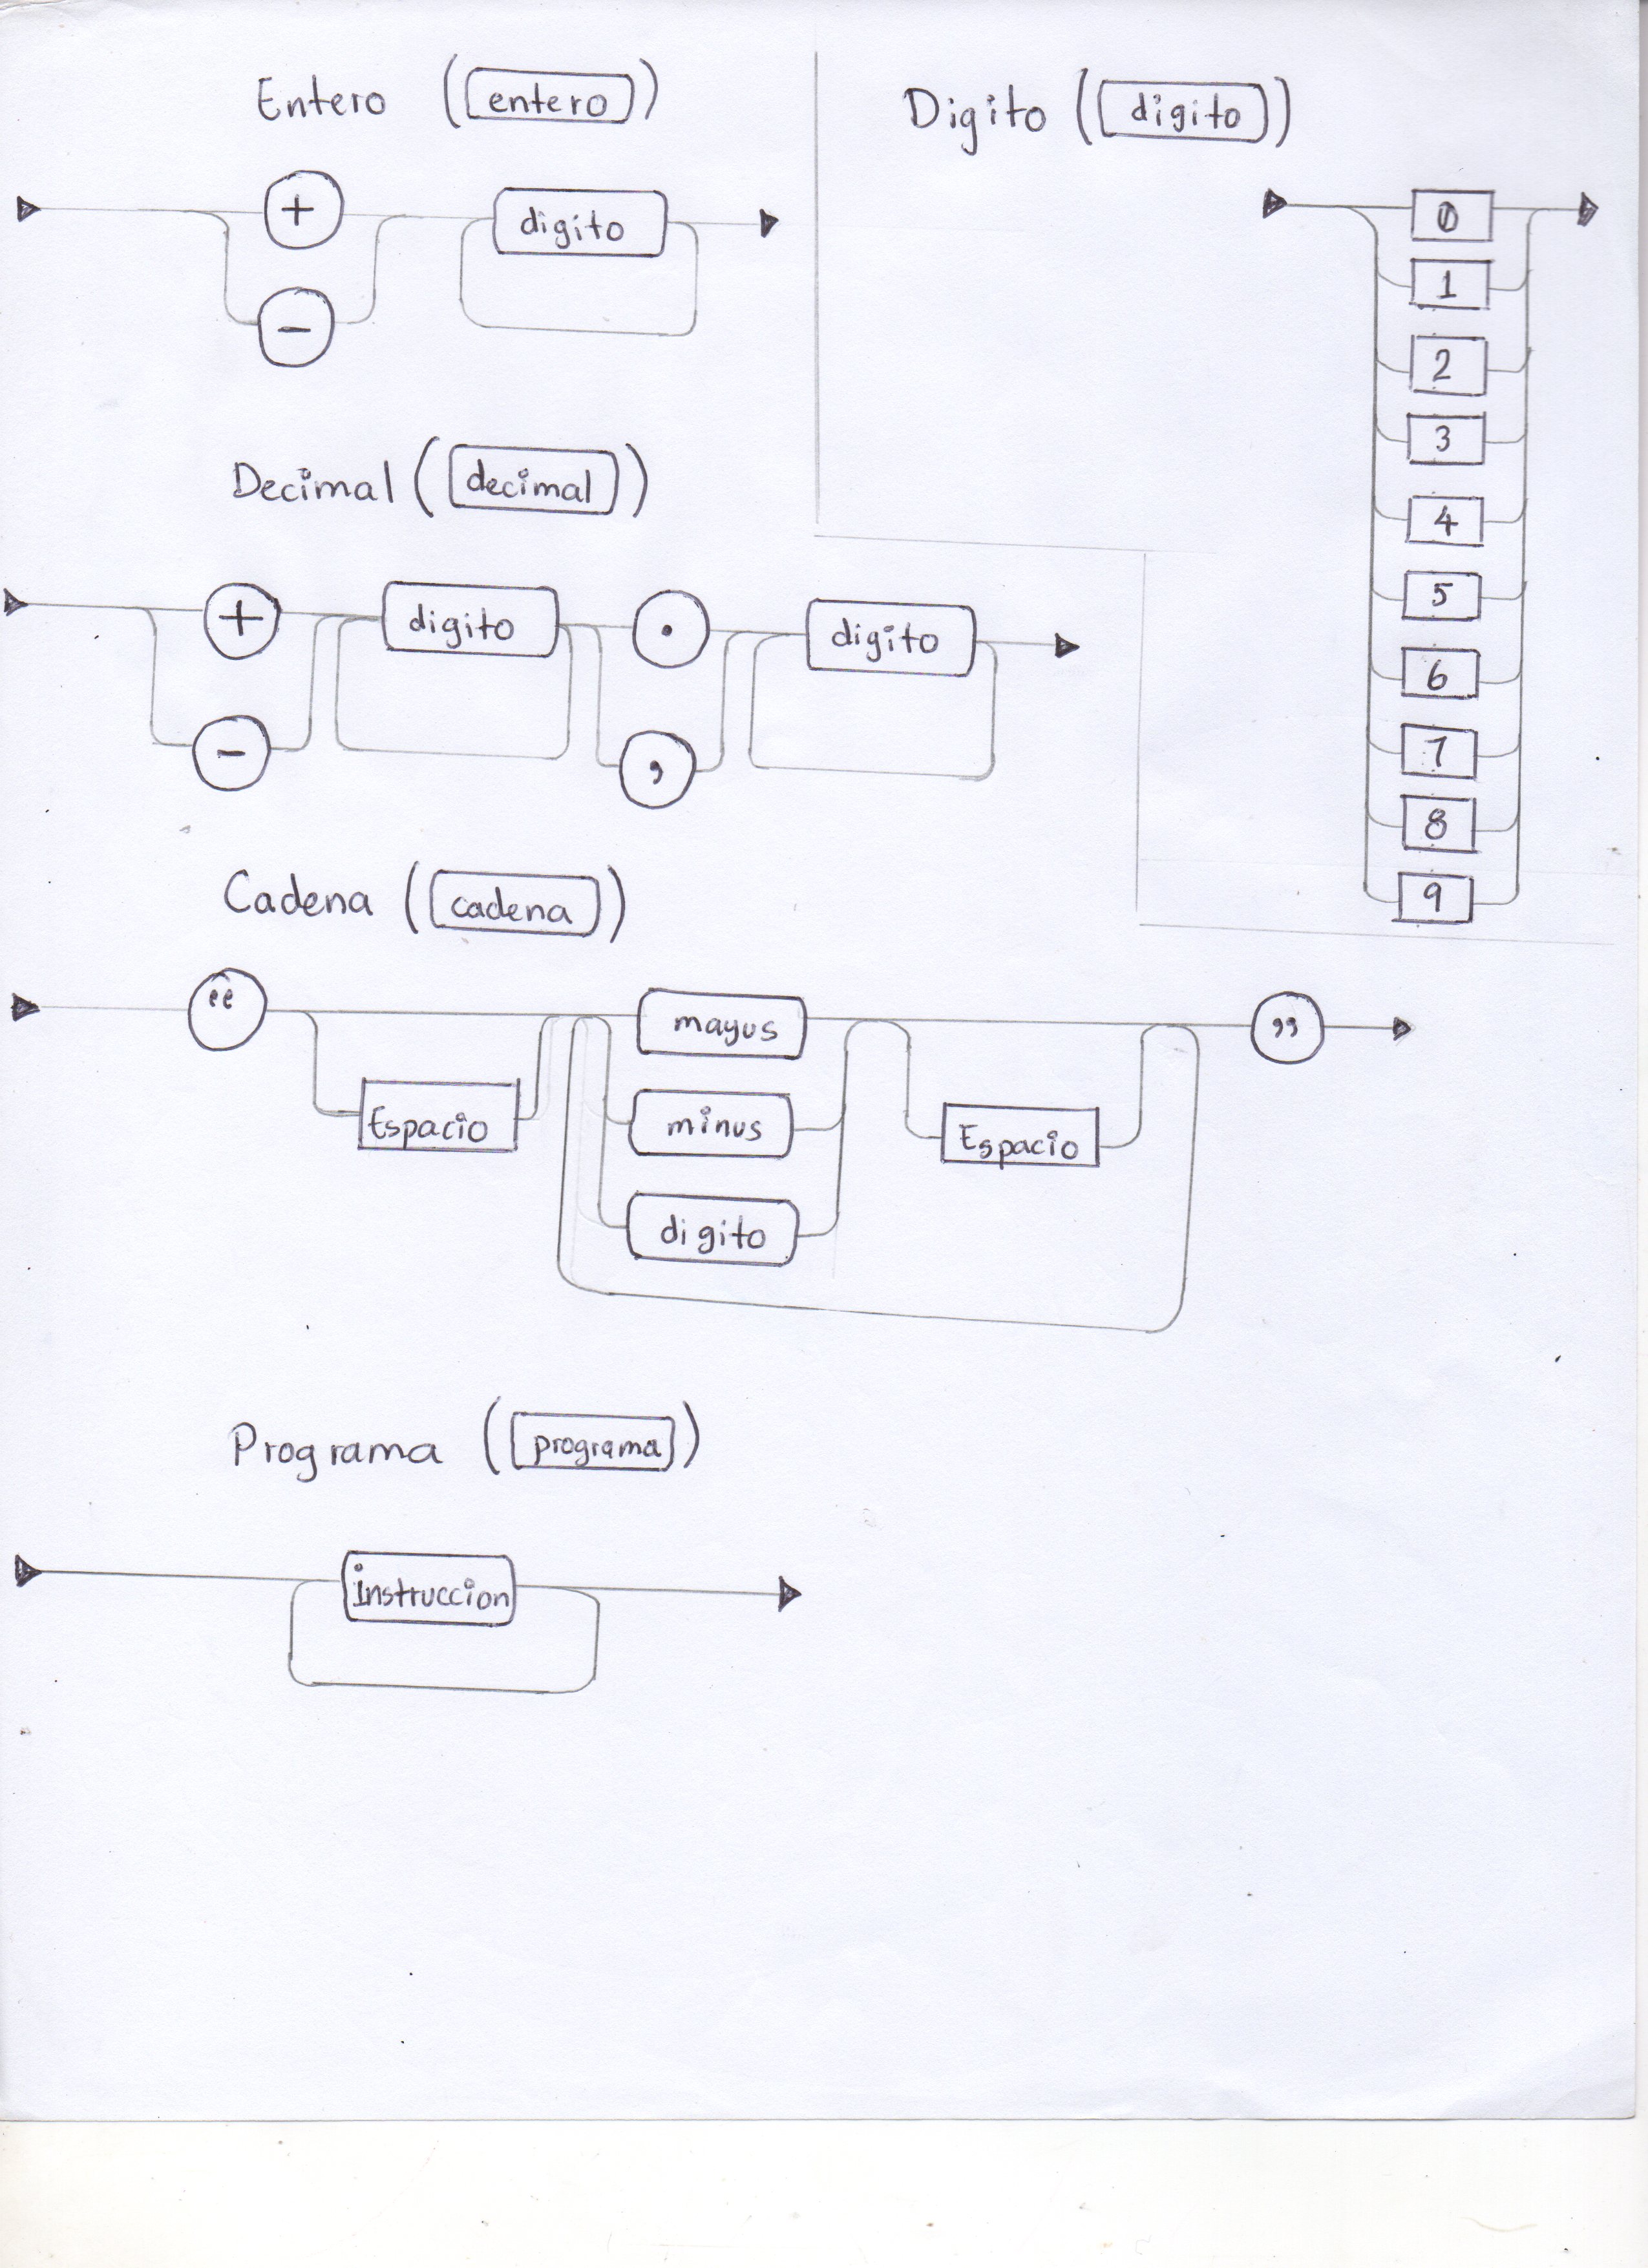 Entero (entero)
+
digito
-
Digito (digito)
0
1
2
3
4
5
6
7
8
9
Decimal (decimal)
+
digito
.
digito
-
,
Cadena (cadena)
“
mayus
”
Espacio
minus
Espacio
digito
Programa (programa)
instruccion